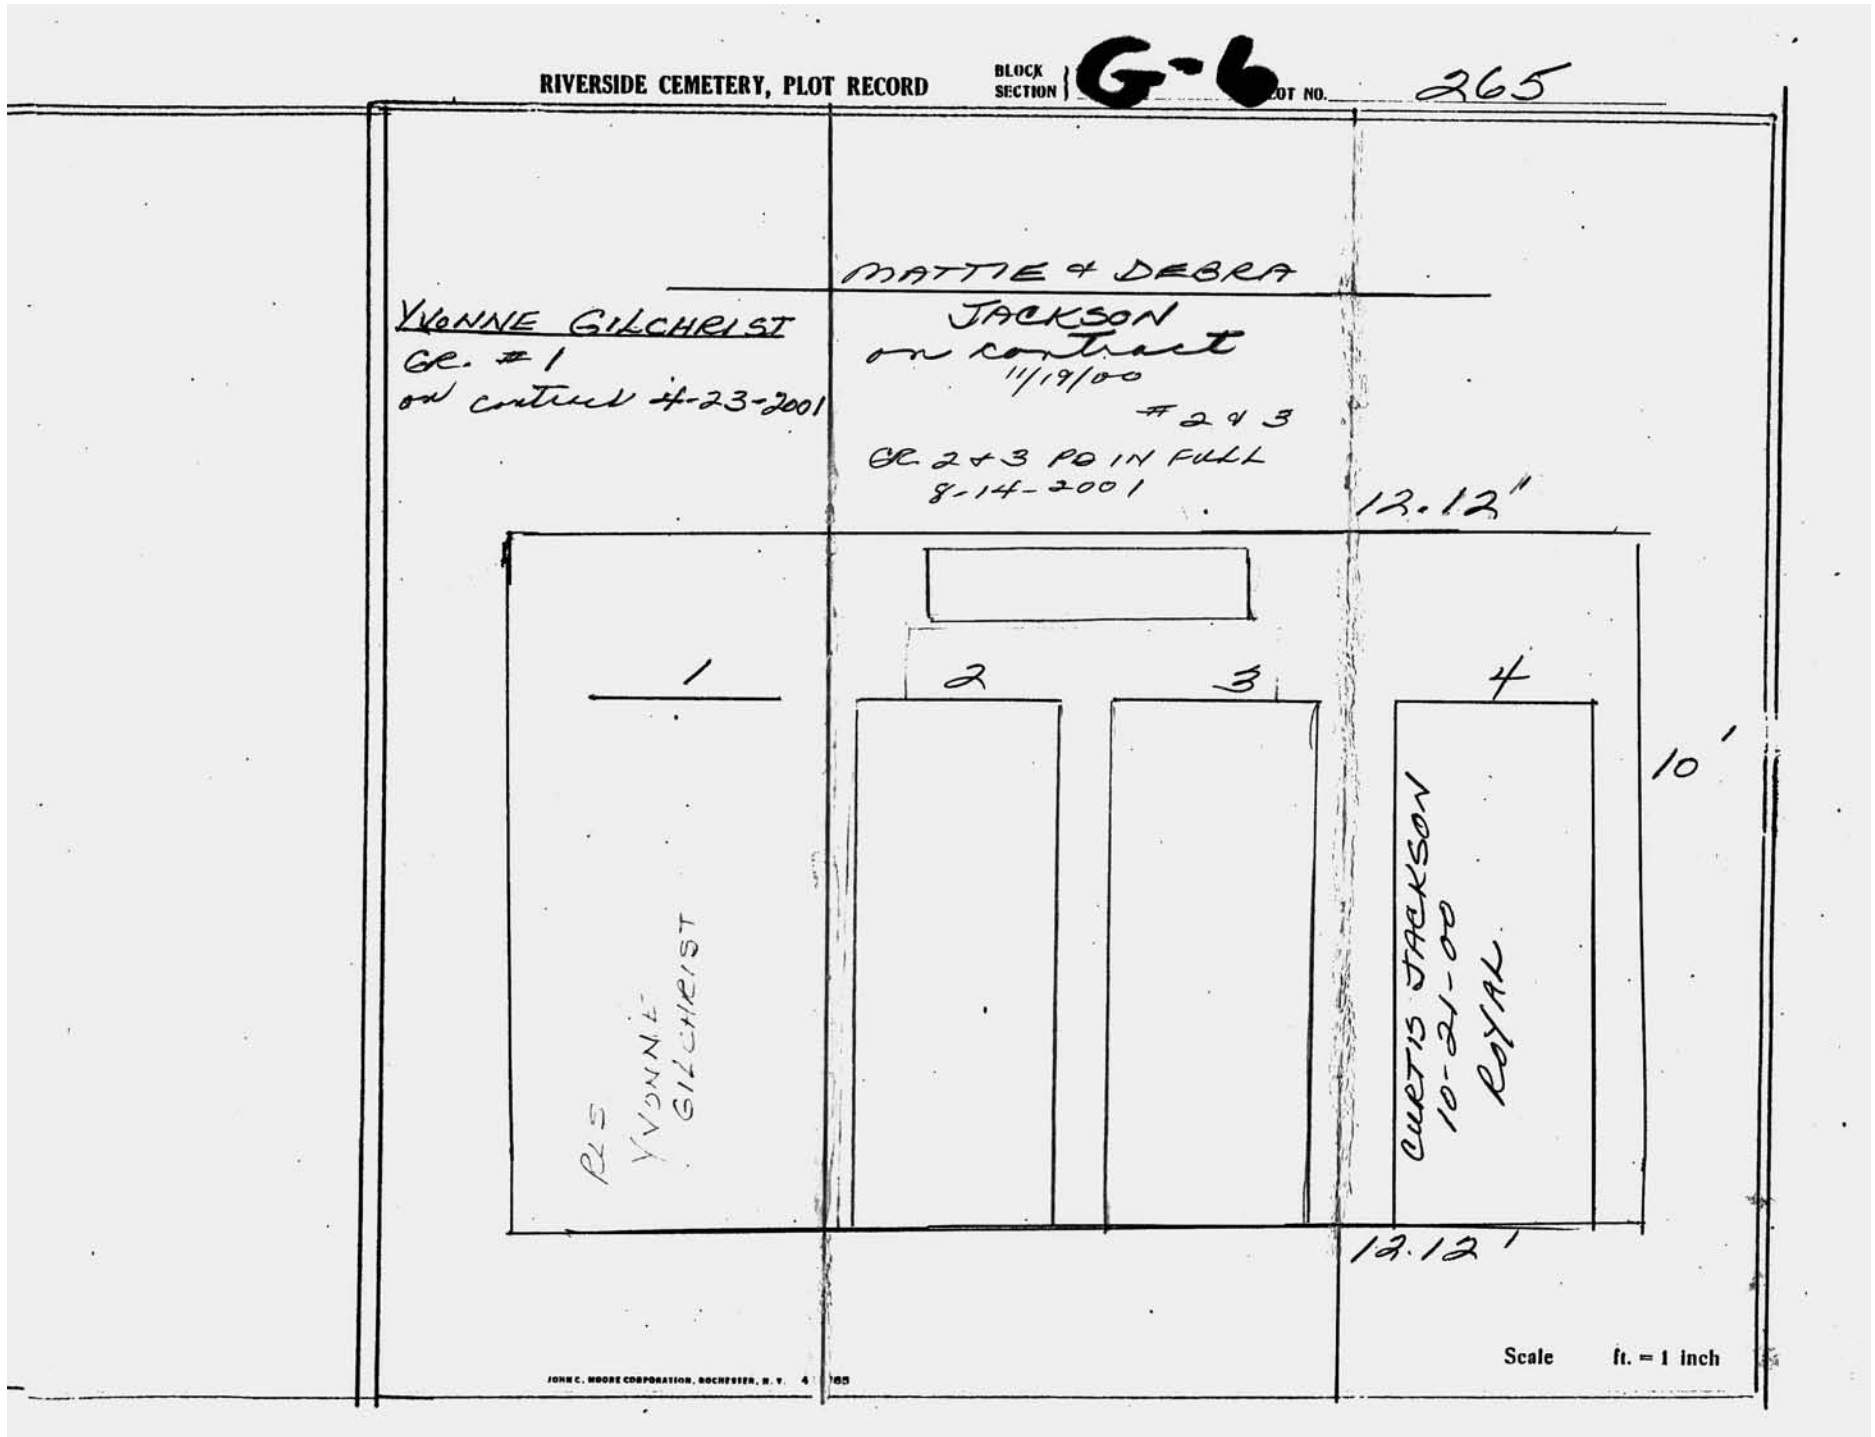 RIVERSIDE CEMETERY, PLOT RECORD
BLOCK
SECTION
G-6
OT NO. 265
MATTIE & DEBRA
JACKSON
on contract
11/19/00
# 2 & 3
GR. 2 & 3 PD IN FULL
8-14-2001
YVONNE GILCHRIST
GR. # 1
on contract 4-23-2001
12.12"
1
2
3
4
10'
RLS
YVONNE
GILCHRIST
CURTIS JACKSON
10-21-00
ROYAL
12.12'
Scale ft. = 1 inch
JOHN C. MOORE CORPORATION, ROCHESTER, N. Y.